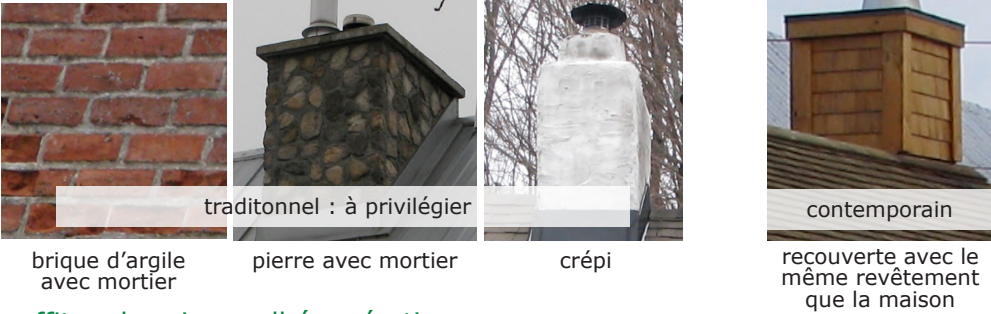 traditonnel : à privilégier
contemporain
brique d'argile
avec mortier
pierre avec mortier
crépi
recouverte avec le
même revêtement
que la maison